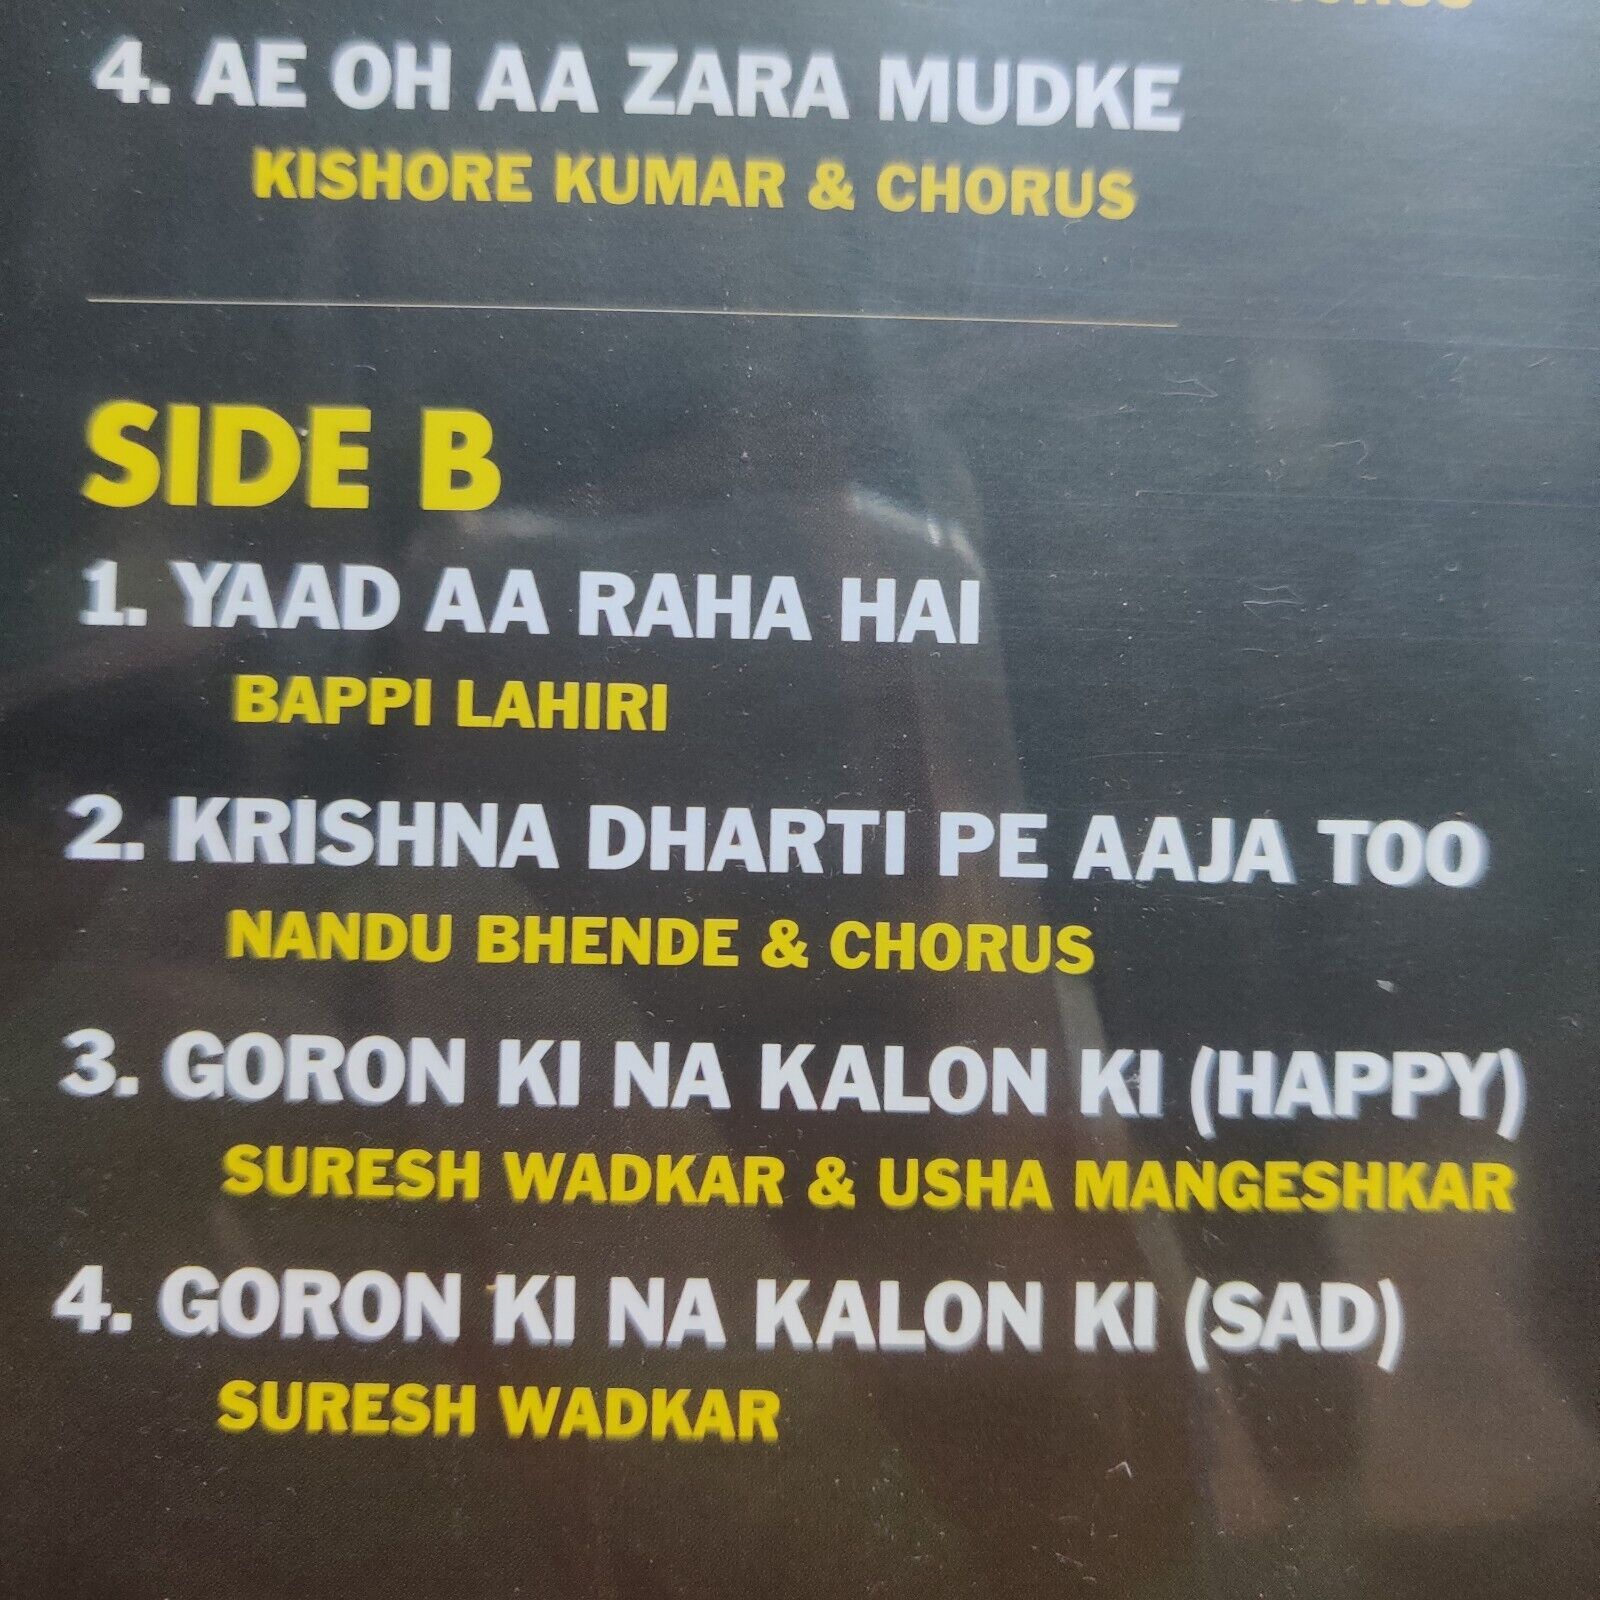 4. AE OH AA ZARA MUDKE
KISHORE KUMAR & CHORUS
SIDE B
1. YAAD AA RAHA HAI
BAPPI LAHIRI
2. KRISHNA DHARTI PE AAJA TOO
NANDU BHENDE & CHORUS
3. GORON KI NA KALON KI (HAPPY)
SURESH WADKAR & USHA MANGESHKAR
4. GORON KI NA KALON KI (SAD)
SURESH WADKAR